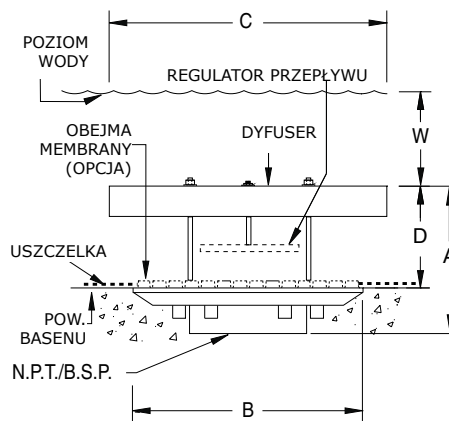 C
POZIOM
WODY
REGULATOR PRZEPŁYWU
OBEJMA
MEMBRANY
(OPCJA)
DYFUSER
W
D
A
USZCZELKA
POW.
BASENU
N.P.T./B.S.P.
B